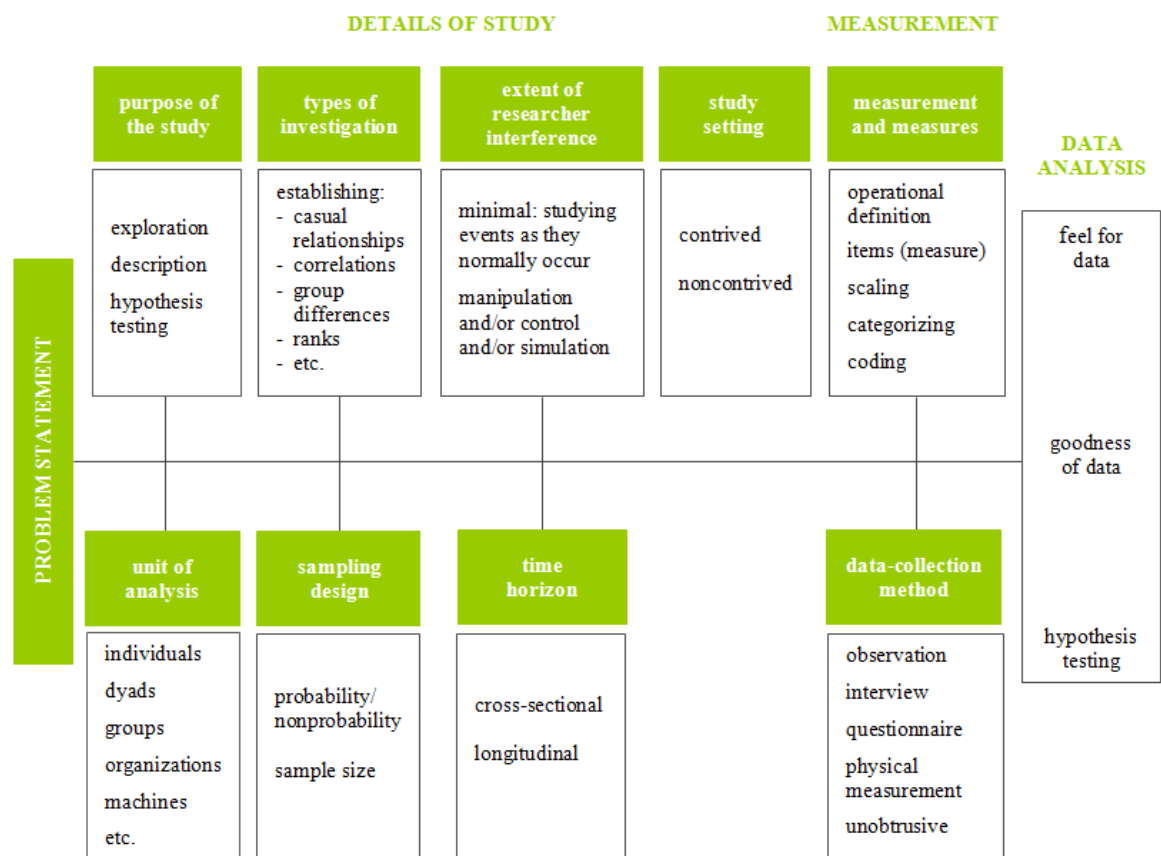 DETAILS OF STUDY
MEASUREMENT
purpose of
the study
types of
investigation
extent of
researcher
interference
study
setting
measurement
and measures
DATA
ANALYSIS
exploration
description
hypothesis
testing
establishing:
- casual
relationships
- correlations
- group
differences
- ranks
- etc.
minimal: studying
events as they
normally occur
manipulation
and/or control
and/or simulation
contrived
noncontrived
operational
definition
items (measure)
scaling
categorizing
coding
feel for
data
goodness
of data
hypothesis
testing
PROBLEM STATEMENT
unit of
analysis
sampling
design
time
horizon
data-collection
method
individuals
dyads
groups
organizations
machines
etc.
probability/
nonprobability
sample size
cross-sectional
longitudinal
observation
interview
questionnaire
physical
measurement
unobtrusive